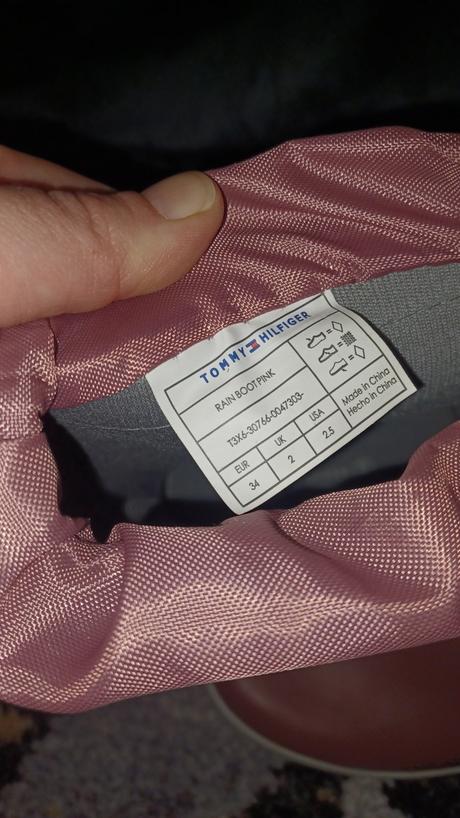 TOMMY HILFIGER
RAIN BOOT PINK
T3X6-30766-0047303-
EUR UK USA
34 2 2.5
Made in China
Hecho in China